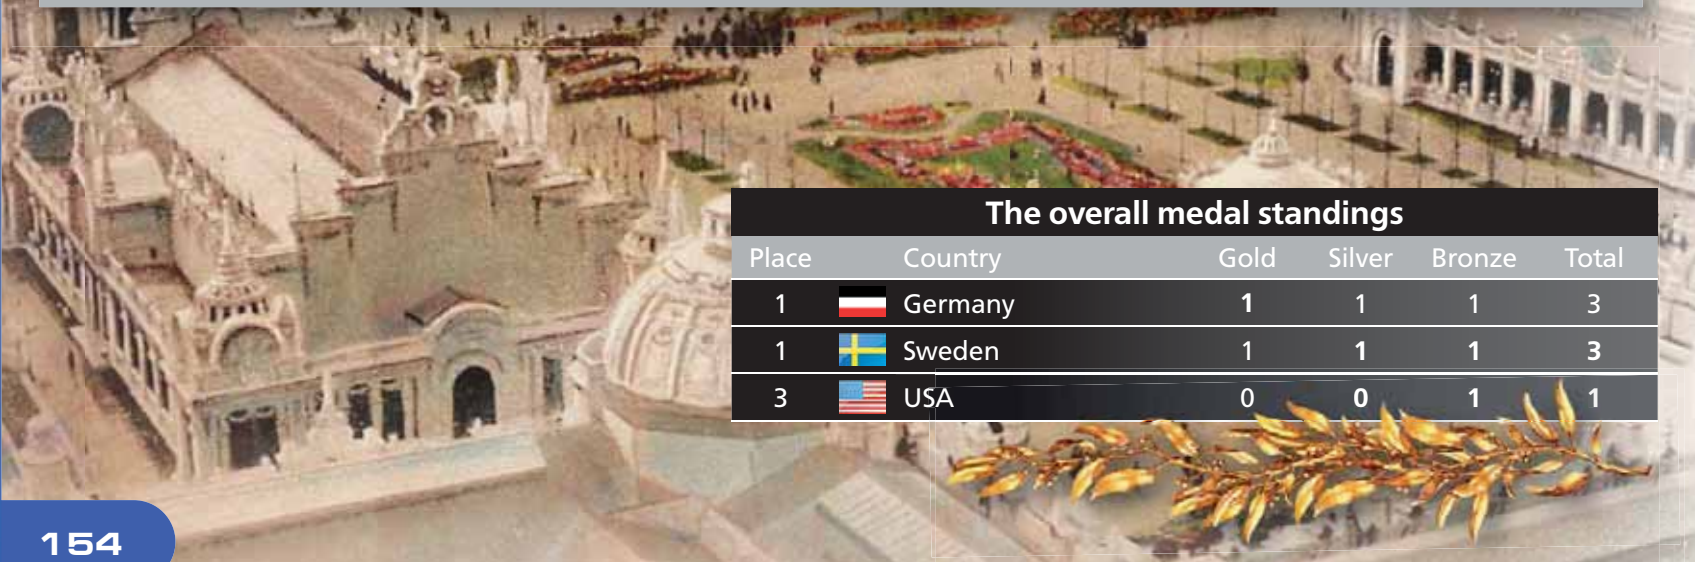 The overall medal standings
Place Country Gold Silver Bronze Total
1 Germany 1 1 1 3
1 Sweden 1 1 1 3
3 USA 0 0 1 1
154